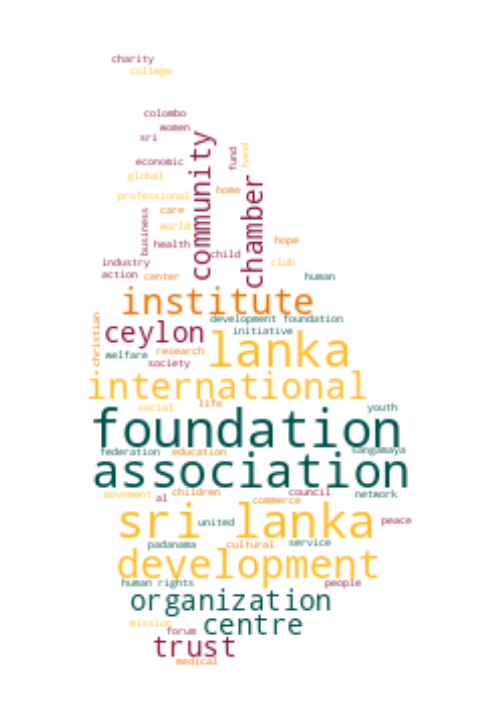 charity
college
colombo
women
sri
community
fund
hand
economic
global
home
professional
chamber
care
business
world
health
hope
child
industry
club
action
center
human
institute
christian
development foundation
ceylon
initiative
lanka
welfare
research
society
international
life
social
youth
foundation
federation
education
sangamaya
association
movement
al
children
council
commerce
network
sri lanka
united
peace
padanama
cultural
service
development
human rights
people
organization
mission
forum
centre
trust
medical